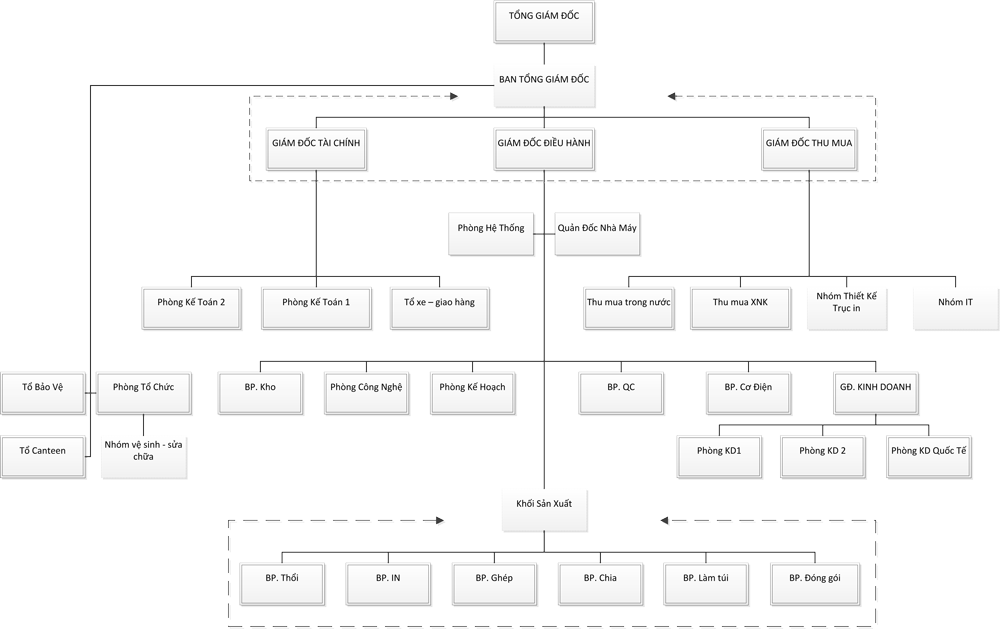 TỔNG GIÁM ĐỐC
BAN TỔNG GIÁM ĐỐC
GIÁM ĐỐC TÀI CHÍNH
GIÁM ĐỐC ĐIỀU HÀNH
GIÁM ĐỐC THU MUA
Phòng Hệ Thống
Quản Đốc Nhà Máy
Phòng Kế Toán 2
Phòng Kế Toán 1
Tổ xe – giao hàng
Thu mua trong nước
Thu mua XNK
Nhóm Thiết Kế
Trục in
Nhóm IT
Tổ Bảo Vệ
Phòng Tổ Chức
BP. Kho
Phòng Công Nghệ
Phòng Kế Hoạch
BP. QC
BP. Cơ Điện
GĐ. KINH DOANH
Tổ Canteen
Nhóm vệ sinh - sửa
chữa
Phòng KD1
Phòng KD 2
Phòng KD Quốc Tế
Khối Sản Xuất
BP. Thổi
BP. IN
BP. Ghép
BP. Chia
BP. Làm túi
BP. Đóng gói